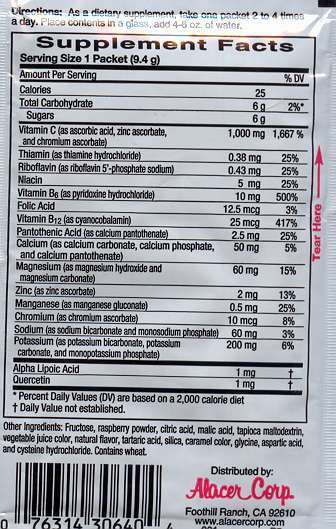 Directions: As a dietary supplement, take one packet 2 to 4 times
a day. Place contents in a glass, add 4-6 oz. of water.
Supplement Facts
Serving Size 1 Packet (9.4 g)
Amount Per Serving % DV
Calories 25
Total Carbohydrate 6 g 2%*
Sugars 6 g
Vitamin C (as ascorbic acid, zinc ascorbate, 1,000 mg 1,667 %
and chromium ascorbate)
Thiamin (as thiamine hydrochloride) 0.38 mg 25%
Riboflavin (as riboflavin 5'-phosphate sodium) 0.43 mg 25%
Niacin 5 mg 25%
Vitamin B6 (as pyridoxine hydrochloride) 10 mg 500%
Folic Acid 12.5 mcg 3%
Vitamin B12 (as cyanocobalamin) 25 mcg 417%
Pantothenic Acid (as calcium pantothenate) 2.5 mg 25%
Calcium (as calcium carbonate, calcium phosphate, 50 mg 5%
and calcium pantothenate)
Magnesium (as magnesium hydroxide and 60 mg 15%
magnesium carbonate)
Zinc (as zinc ascorbate) 2 mg 13%
Manganese (as manganese gluconate) 0.5 mg 25%
Chromium (as chromium ascorbate) 10 mcg 8%
Sodium (as sodium bicarbonate and monosodium phosphate) 60 mg 3%
Potassium (as potassium bicarbonate, potassium 200 mg 6%
carbonate, and monopotassium phosphate)
Alpha Lipoic Acid 1 mg †
Quercetin 1 mg †
* Percent Daily Values (DV) are based on a 2,000 calorie diet
† Daily Value not established.
Tear Here
Other Ingredients: Fructose, raspberry powder, citric acid, malic acid, tapioca maltodextrin,
vegetable juice color, natural flavor, tartaric acid, silica, caramel color, glycine, aspartic acid,
and cysteine hydrochloride. Contains wheat.
Distributed by:
Alacer Corp.
Foothill Ranch, CA 92610
www.alacercorp.com
0 76314 30640 4